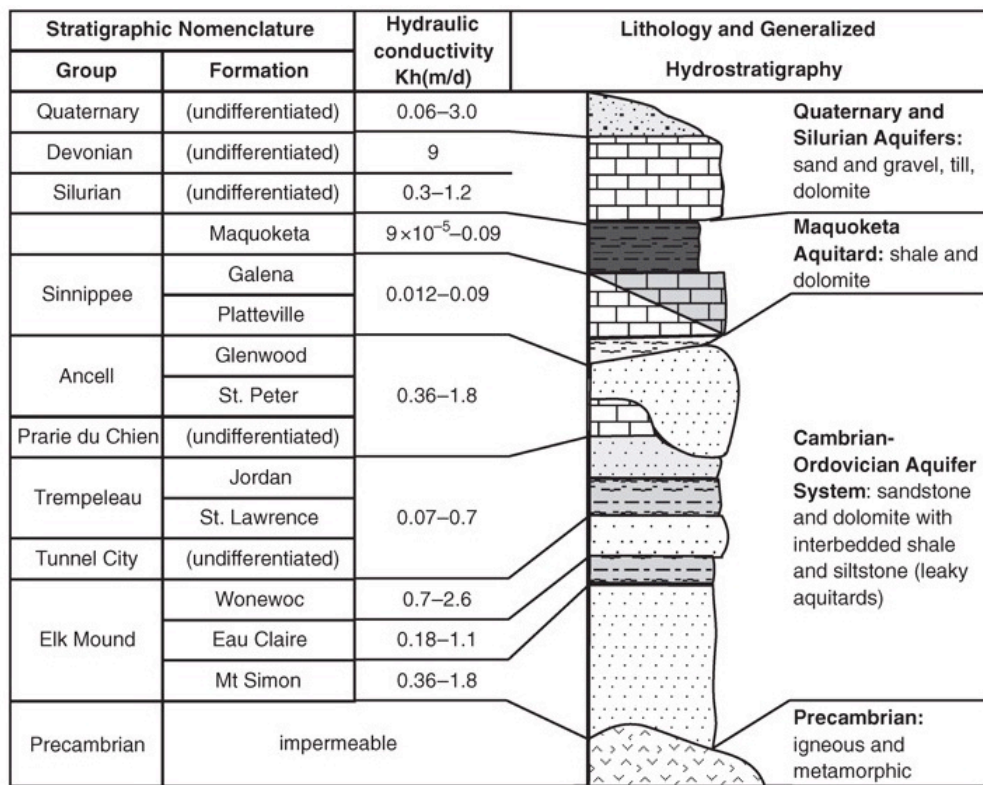 Stratigraphic Nomenclature
Hydraulic
conductivity
Kh(m/d)
Lithology and Generalized
Hydrostratigraphy
Group
Formation
Quaternary
(undifferentiated)
0.06–3.0
Devonian
(undifferentiated)
9
Silurian
(undifferentiated)
0.3–1.2
Maquoketa
9×10⁻⁵–0.09
Sinnippee
Galena
Platteville
0.012–0.09
Ancell
Glenwood
St. Peter
0.36–1.8
Prarie du Chien
(undifferentiated)
Trempeleau
Jordan
St. Lawrence
0.07–0.7
Tunnel City
(undifferentiated)
Elk Mound
Wonewoc
0.7–2.6
Eau Claire
0.18–1.1
Mt Simon
0.36–1.8
Precambrian
impermeable
Quaternary and
Silurian Aquifers:
sand and gravel, till,
dolomite
Maquoketa
Aquitard: shale and
dolomite
Cambrian-
Ordovician Aquifer
System: sandstone
and dolomite with
interbedded shale
and siltstone (leaky
aquitards)
Precambrian:
igneous and
metamorphic